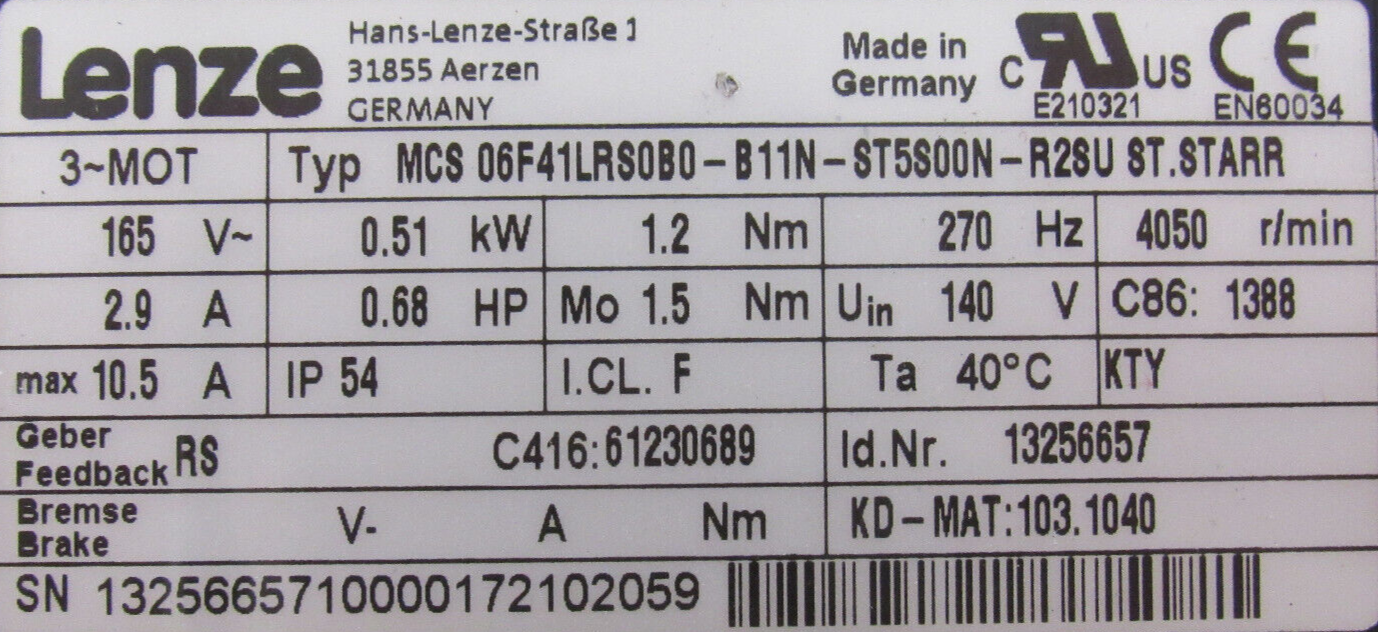 Lenze
Hans-Lenze-Straße 1
31855 Aerzen
GERMANY
Made in
Germany
C UR US
E210321
CE
EN60034
3~MOT Typ MCS 06F41LRS0B0-B11N-ST5S00N-R2SU ST.STARR
165 V~ 0.51 kW 1.2 Nm 270 Hz 4050 r/min
2.9 A 0.68 HP Mo 1.5 Nm Uin 140 V C86: 1388
max 10.5 A IP 54 I.CL. F Ta 40°C KTY
Geber
Feedback RS C416:61230689 Id.Nr. 13256657
Bremse
Brake V- A Nm KD-MAT:103.1040
SN 13256657100000172102059